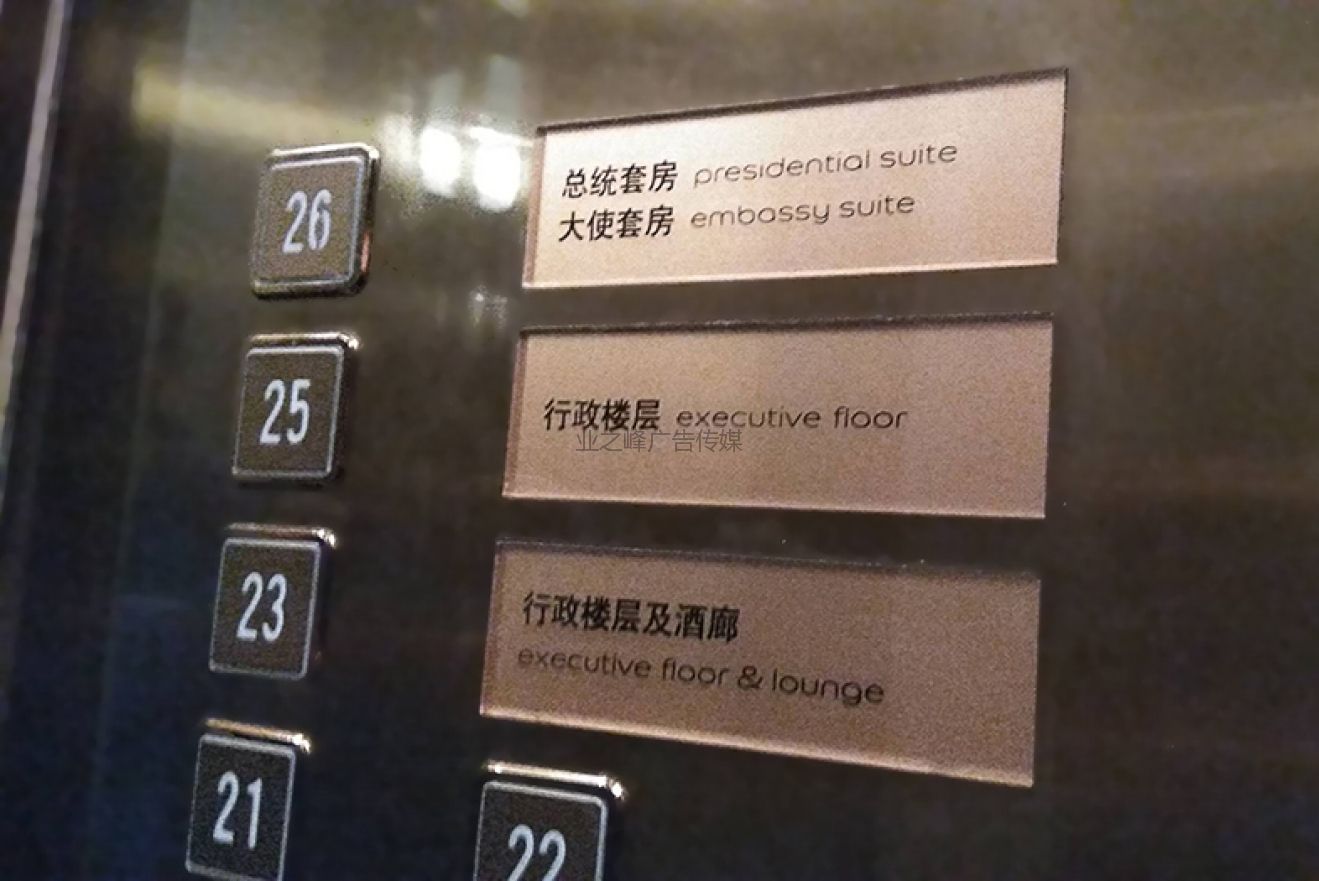 26
总统套房 presidential suite
大使套房 embassy suite
25
行政楼层 executive floor
业之峰广告传媒
23
行政楼层及酒廊
executive floor & lounge
21
22